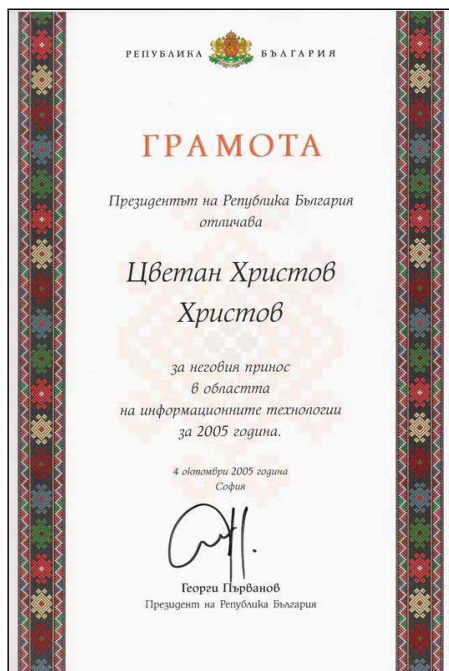 РЕПУБЛИКА БЪЛГАРИЯ
ГРАМОТА
Президентът на Република България
отличава
Цветан Христов
Христов
за неговия принос
в областта
на информационните технологии
за 2005 година.
4 октомври 2005 година
София
Георги Първанов
Президент на Република България